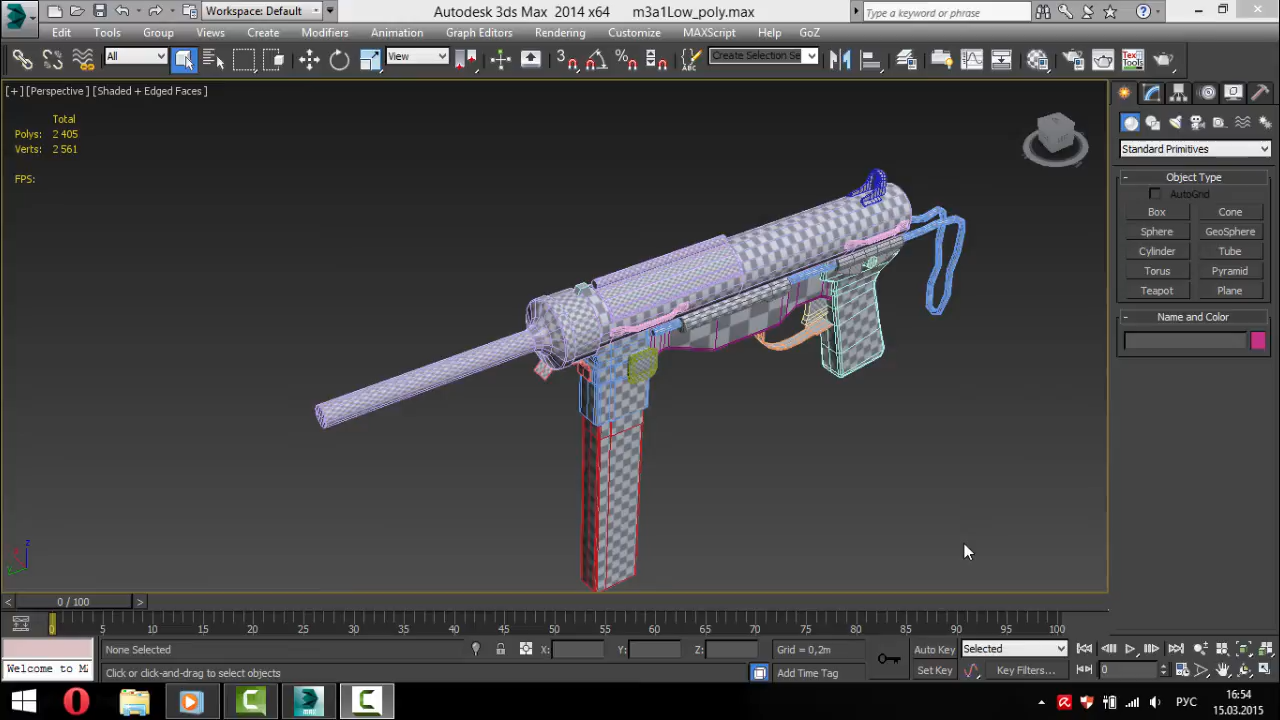 Workspace: Default
Autodesk 3ds Max 2014 x64 m3a1Low_poly.max
Type a keyword or phrase
Edit Tools Group Views Create Modifiers Animation Graph Editors Rendering Customize MAXScript Help GoZ
All
View
3
Create Selection Se
Tex Tools
[+] [Perspective ] [Shaded + Edged Faces ]
Total
Polys: 2 405
Verts: 2 561
FPS:
Standard Primitives
- Object Type
AutoGrid
Box Cone
Sphere GeoSphere
Cylinder Tube
Torus Pyramid
Teapot Plane
- Name and Color
z
y
< 0 / 100 >
0 5 10 15 20 25 30 35 40 45 50 55 60 65 70 75 80 85 90 95 100
None Selected X: Y: Z: Grid = 0,2m Auto Key Selected
Welcome to M
Click or click-and-drag to select objects Add Time Tag Set Key Key Filters... 0
MAX
РУС
16:54
15.03.2015